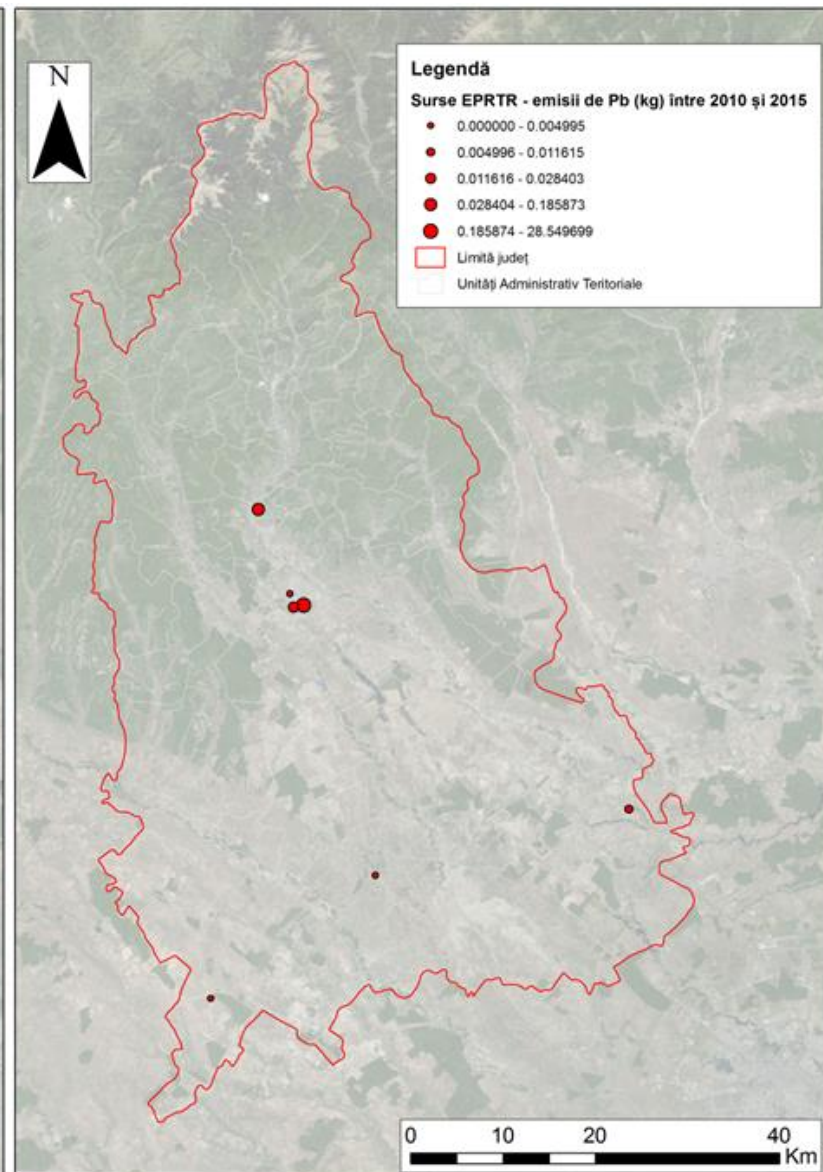 N
Legendă
Surse EPRTR - emisii de Pb (kg) între 2010 și 2015
0.000000 - 0.004995
0.004996 - 0.011615
0.011616 - 0.028403
0.028404 - 0.185873
0.185874 - 28.549699
Limită județ
Unități Administrativ Teritoriale
0 10 20 40
Km